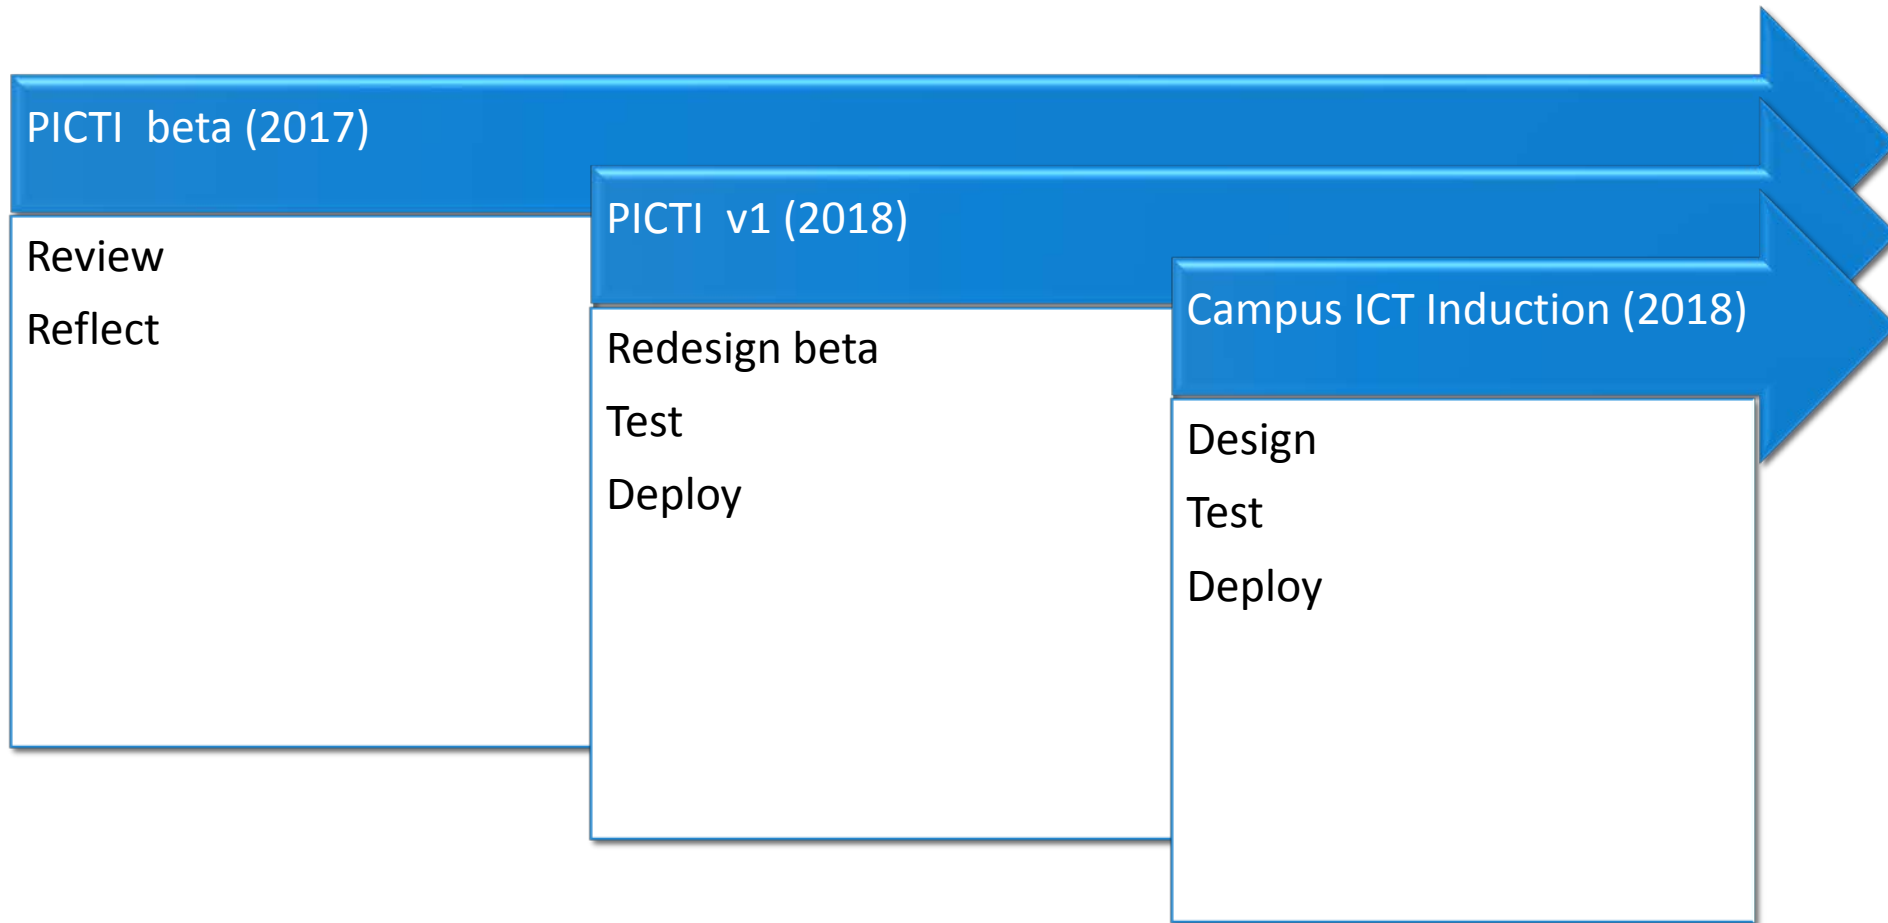 PICTI  beta (2017)
Review
Reflect
PICTI  v1 (2018)
Redesign beta
Test
Deploy
Campus ICT Induction (2018)
Design
Test
Deploy